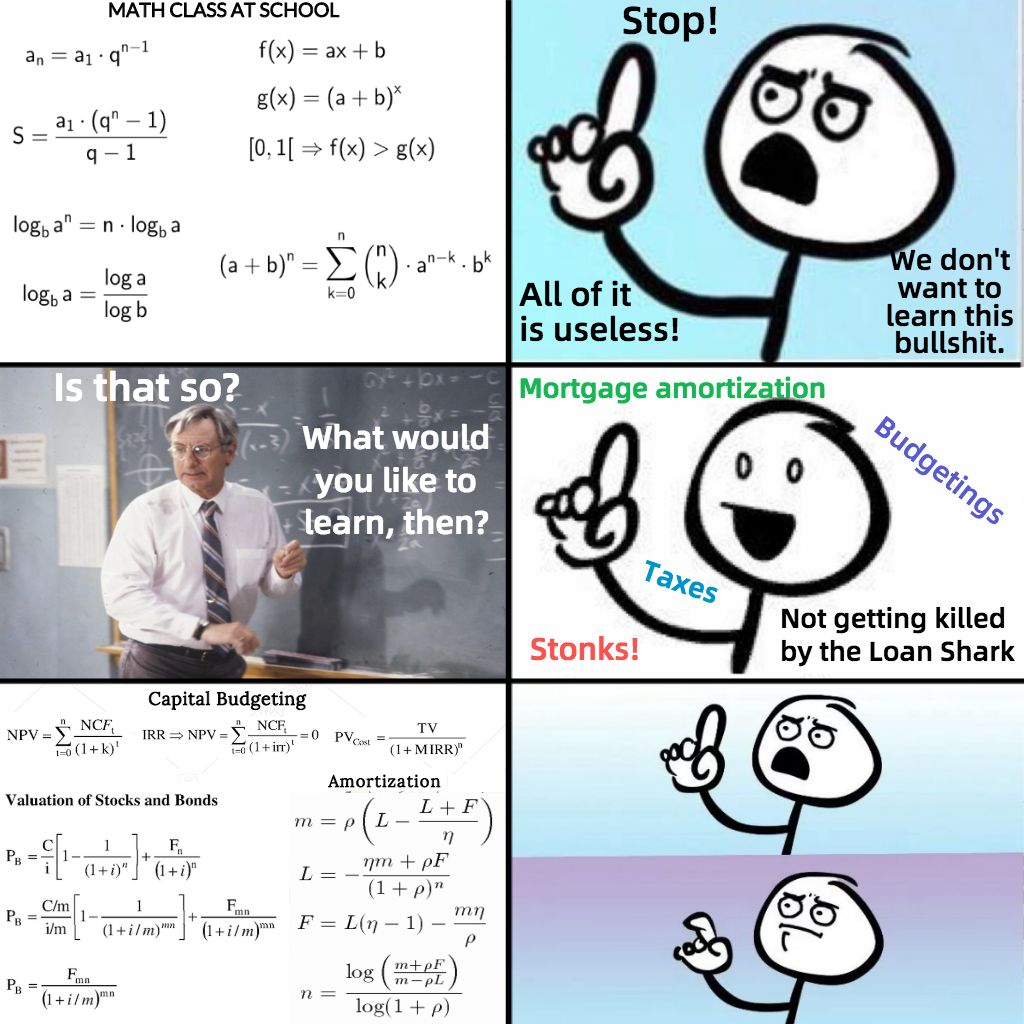 MATH CLASS AT SCHOOL
aₙ = a₁ · qⁿ⁻¹
f(x) = ax + b
g(x) = (a + b)ˣ
S = a₁ · (qⁿ − 1) / q − 1
[0, 1[ ⇒ f(x) > g(x)
log_b aⁿ = n · log_b a
(a + b)ⁿ = ∑_{k=0}^{n} (n k) · aⁿ⁻ᵏ · bᵏ
log_b a = log a / log b
Stop!
All of it
is useless!
We don't
want to
learn this
bullshit.
Is that so?
What would
you like to
learn, then?
Mortgage amortization
Budgetings
Taxes
Stonks!
Not getting killed
by the Loan Shark
Capital Budgeting
NPV = ∑_{t=0}^{n} NCF_t / (1 + k)^t
IRR ⇒ NPV = ∑_{t=0}^{n} NCF_t / (1 + irr)^t = 0
PV_Cost = TV / (1 + MIRR)^n
Valuation of Stocks and Bonds
P_B = C/i [1 − 1 / (1 + i)^n] + F_n / (1 + i)^n
P_B = C/m / i/m [1 − 1 / (1 + i/m)^mn] + F_mn / (1 + i/m)^mn
P_B = F_mn / (1 + i/m)^mn
Amortization
m = ρ (L − L + F / η)
L = − ηm + ρF / (1 + ρ)^n
F = L(η − 1) − mη / ρ
n = log (m+ρF / m−ρL) / log(1 + ρ)